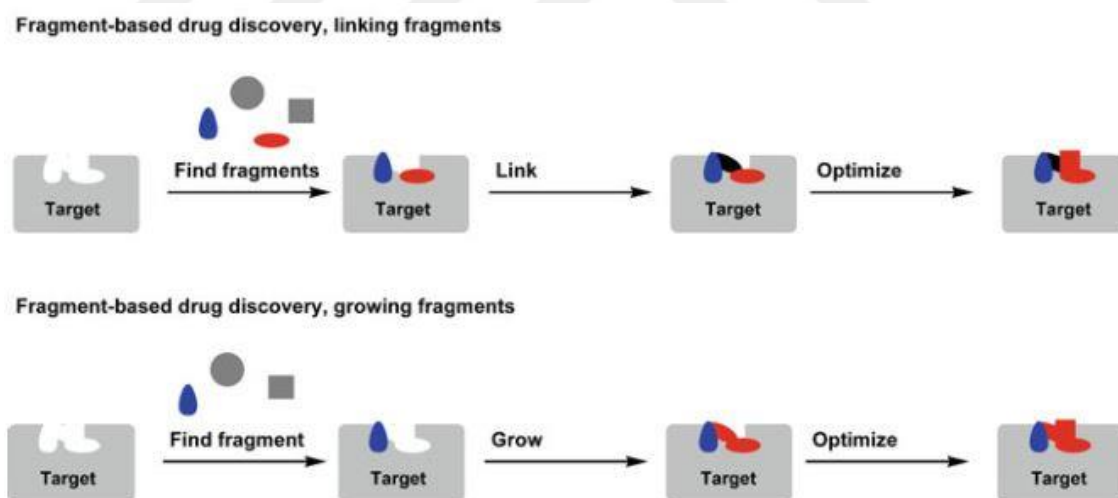 Fragment-based drug discovery, linking fragments
Find fragments
Link
Optimize
Target
Target
Target
Target
Fragment-based drug discovery, growing fragments
Find fragment
Grow
Optimize
Target
Target
Target
Target